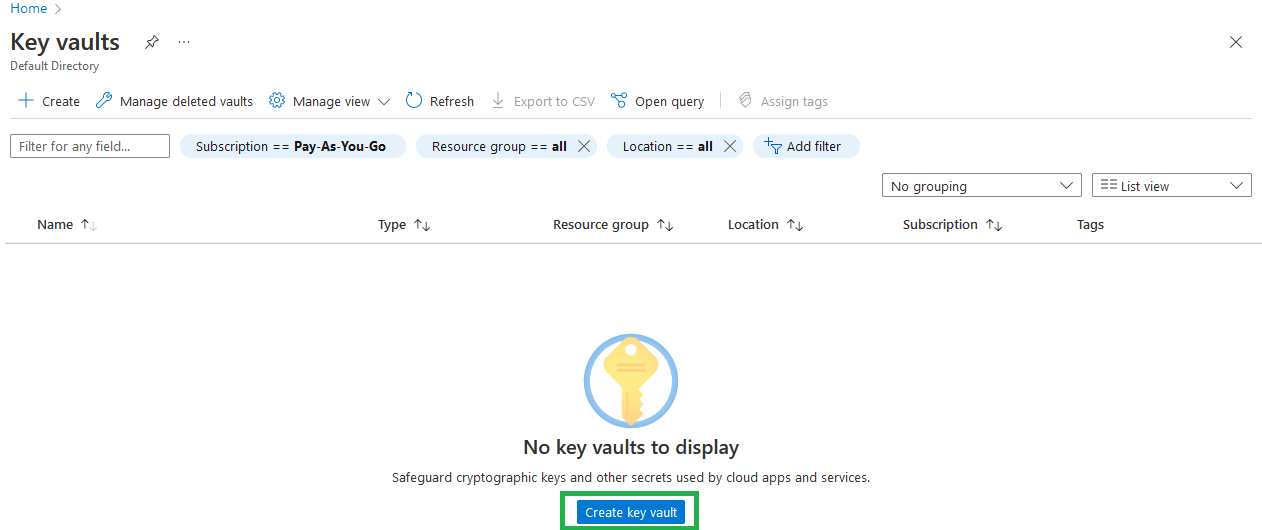 Home
Key vaults
Default Directory
Create Manage deleted vaults Manage view Refresh Export to CSV Open query Assign tags
Filter for any field... Subscription == Pay-As-You-Go Resource group == all Location == all Add filter
No grouping List view
Name Type Resource group Location Subscription Tags
No key vaults to display
Safeguard cryptographic keys and other secrets used by cloud apps and services.
Create key vault